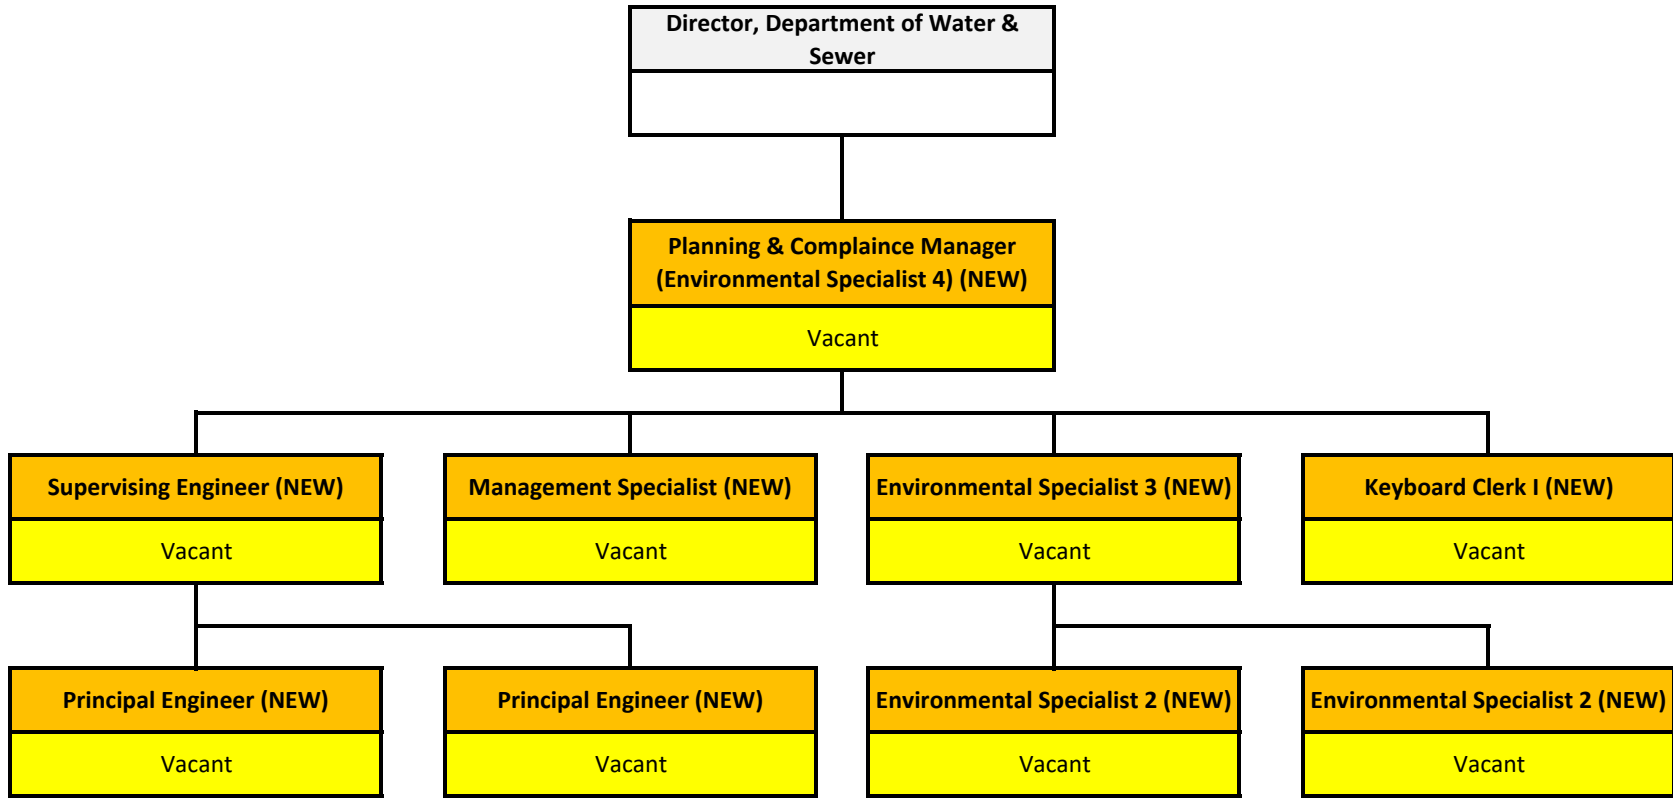 Director, Department of Water &
Sewer
Planning & Complaince Manager
(Environmental Specialist 4) (NEW)
Vacant
Supervising Engineer (NEW)
Vacant
Management Specialist (NEW)
Vacant
Environmental Specialist 3 (NEW)
Vacant
Keyboard Clerk I (NEW)
Vacant
Principal Engineer (NEW)
Vacant
Principal Engineer (NEW)
Vacant
Environmental Specialist 2 (NEW)
Vacant
Environmental Specialist 2 (NEW)
Vacant